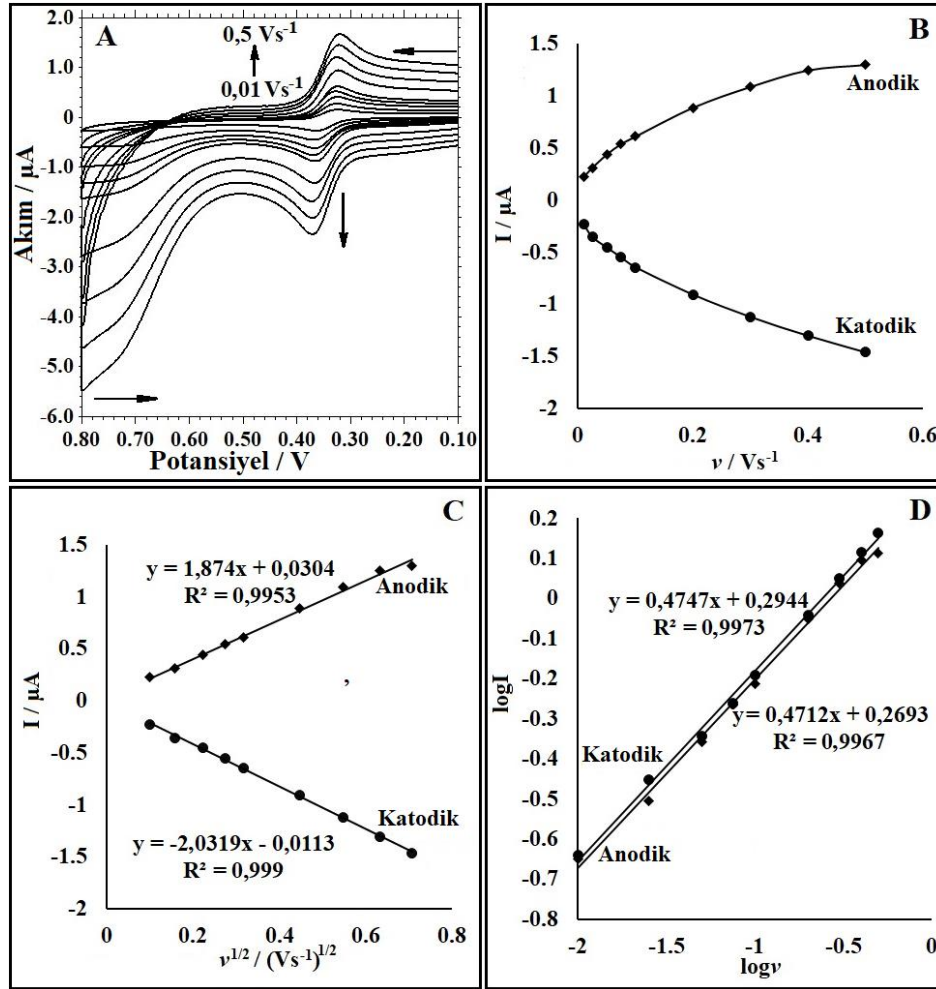 A
0,5 Vs-1
0,01 Vs-1
2.0
1.0
0
-1.0
-2.0
-3.0
-4.0
-5.0
-6.0
Akım / µA
0.80 0.70 0.60 0.50 0.40 0.30 0.20 0.10
Potansiyel / V
B
1.5
1
0.5
0
-0.5
-1
-1.5
-2
I / µA
Anodik
Katodik
0 0.2 0.4 0.6
v / Vs-1
C
1.5
1
0.5
0
-0.5
-1
-1.5
-2
I / µA
y = 1,874x + 0,0304
R² = 0,9953
Anodik
,
Katodik
y = -2,0319x - 0,0113
R² = 0,999
0 0.2 0.4 0.6 0.8
v1/2 / (Vs-1)1/2
D
0.2
0.1
0
-0.1
-0.2
-0.3
-0.4
-0.5
-0.6
-0.7
-0.8
logI
y = 0,4747x + 0,2944
R² = 0,9973
y = 0,4712x + 0,2693
R² = 0,9967
Katodik
Anodik
-2 -1.5 -1 -0.5 0
logv